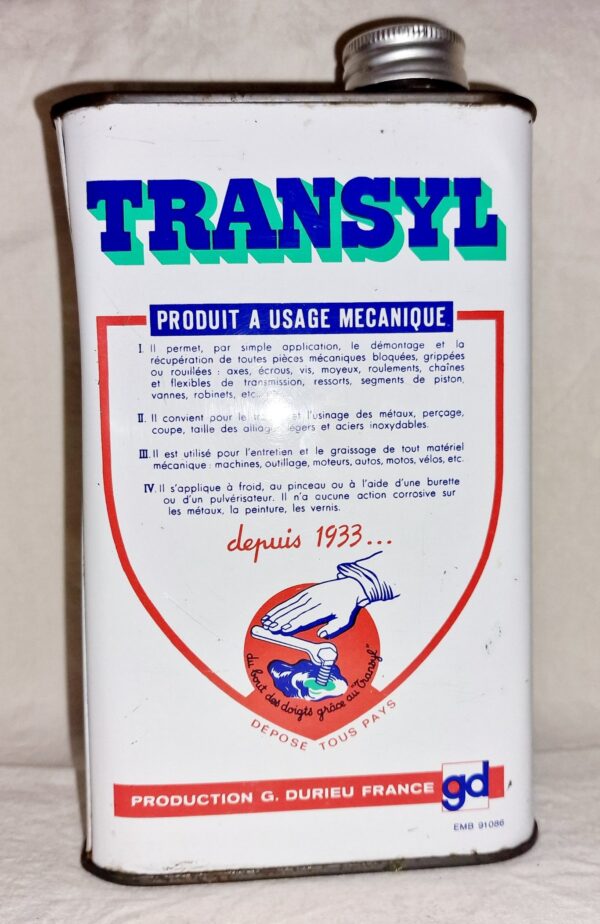 TRANSYL
PRODUIT A USAGE MECANIQUE
I. Il permet, par simple application, le démontage et la
récupération de toutes pièces mécaniques bloquées, grippées
ou rouillées : axes, écrous, vis, moyeux, roulements, chaînes
et flexibles de transmission, ressorts, segments de piston,
vannes, robinets, etc...
II. Il convient pour le et l'usinage des métaux, perçage,
coupe, taille des alliages légers et aciers inoxydables.
III. Il est utilisé pour l'entretien et le graissage de tout matériel
mécanique : machines, outillage, moteurs, autos, motos, vélos, etc.
IV. Il s'applique à froid, au pinceau ou à l'aide d'une burette
ou d'un pulvérisateur. Il n'a aucune action corrosive sur
les métaux, la peinture, les vernis.
depuis 1933...
du bout des doigts grâce au "Transyl"
DÉPOSÉ TOUS PAYS
PRODUCTION G. DURIEU FRANCE gd
EMB 91086